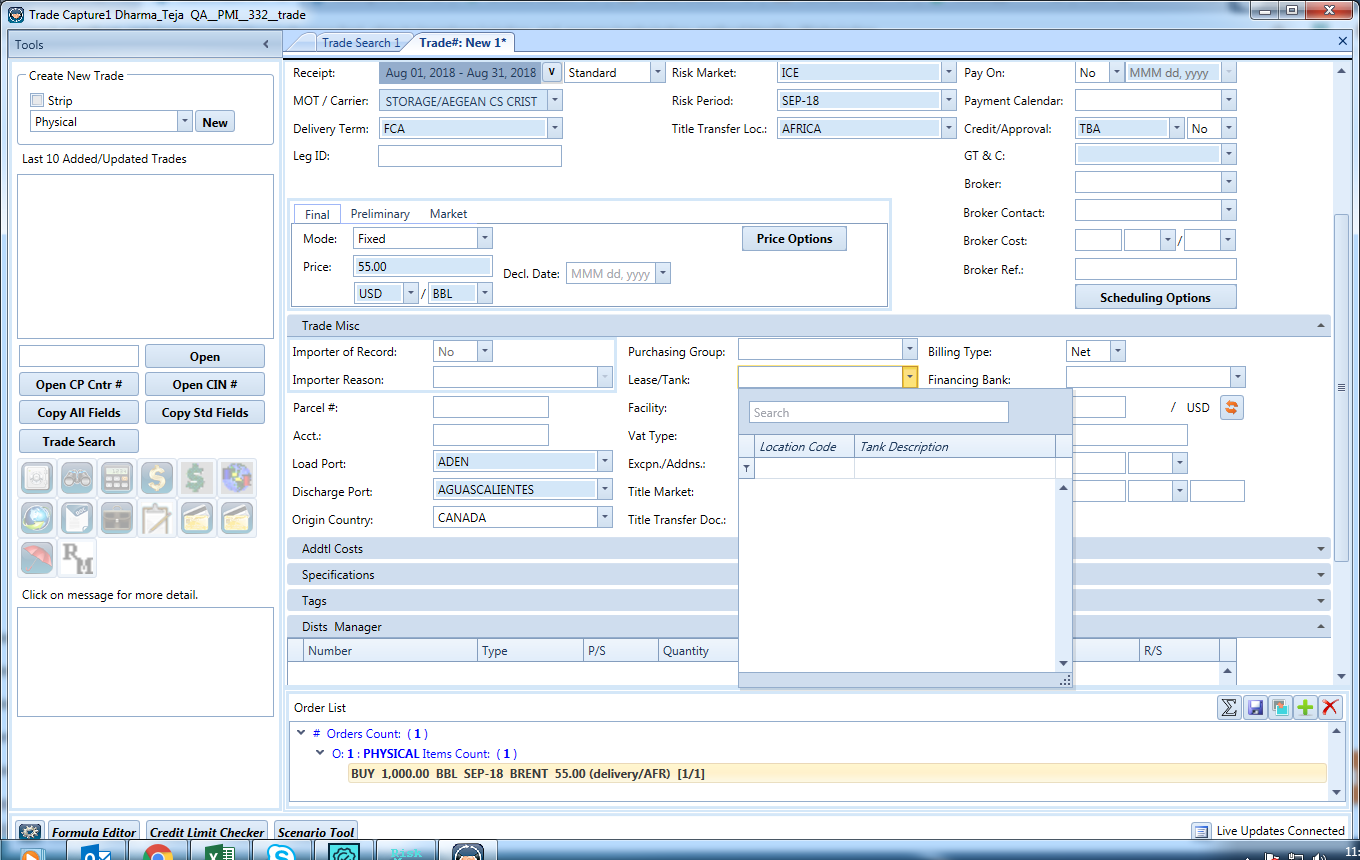 Trade Capture1 Dharma_Teja QA__PMI__332__trade
Tools
Trade Search 1
Trade#: New 1*
Create New Trade
Strip
Physical
New
Last 10 Added/Updated Trades
Open
Open CP Cntr #
Open CIN #
Copy All Fields
Copy Std Fields
Trade Search
Click on message for more detail.
Receipt: Aug 01, 2018 - Aug 31, 2018 V Standard Risk Market: ICE Pay On: No MMM dd, yyyy
MOT / Carrier: STORAGE/AEGEAN CS CRIST Risk Period: SEP-18 Payment Calendar:
Delivery Term: FCA Title Transfer Loc.: AFRICA Credit/Approval: TBA No
Leg ID: GT & C:
Broker:
Final Preliminary Market Broker Contact:
Mode: Fixed Price Options Broker Cost: /
Price: 55.00 Decl. Date: MMM dd, yyyy Broker Ref.:
USD / BBL Scheduling Options
Trade Misc
Importer of Record: No Purchasing Group: Billing Type: Net
Importer Reason: Lease/Tank: Financing Bank:
Parcel #: Facility: / USD
Search
Acct.: Vat Type:
Location Code Tank Description
Load Port: ADEN Excpn./Addns.:
Discharge Port: AGUASCALIENTES Title Market:
Origin Country: CANADA Title Transfer Doc.:
Addtl Costs
Specifications
Tags
Dists Manager
Number Type P/S Quantity R/S
Order List
# Orders Count: ( 1 )
O: 1 : PHYSICAL Items Count: ( 1 )
BUY 1,000.00 BBL SEP-18 BRENT 55.00 (delivery/AFR) [1/1]
Formula Editor
Credit Limit Checker
Scenario Tool
Live Updates Connected